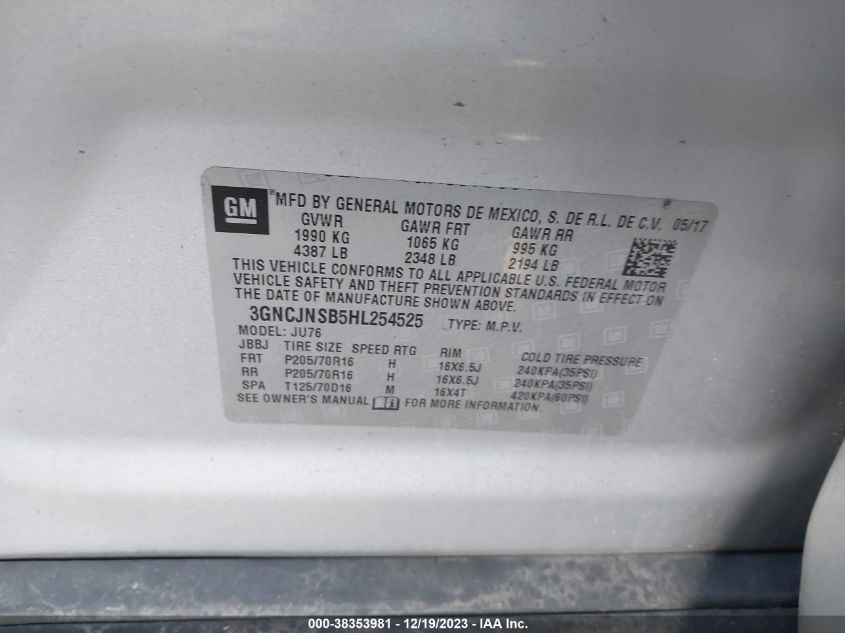 GM
®MFD BY GENERAL MOTORS DE MEXICO, S. DE R.L. DE C.V. 05/17
GVWR GAWR FRT GAWR RR
1990 KG 1065 KG 995 KG
4387 LB 2348 LB 2194 LB
THIS VEHICLE CONFORMS TO ALL APPLICABLE U.S. FEDERAL MOTOR
VEHICLE SAFETY AND THEFT PREVENTION STANDARDS IN EFFECT ON
THE DATE OF MANUFACTURE SHOWN ABOVE.
3GNCJNSB5HL254525 TYPE: M.P.V.
MODEL: JU76
JBBJ TIRE SIZE SPEED RTG RIM COLD TIRE PRESSURE
FRT P205/70R16 H 16X6.5J 240KPA(35PSI)
RR P205/70R16 H 16X6.5J 240KPA(35PSI)
SPA T125/70D16 M 16X4T 420KPA(60PSI)
SEE OWNER'S MANUAL i FOR MORE INFORMATION.
000-38353981 - 12/19/2023 - IAA Inc.